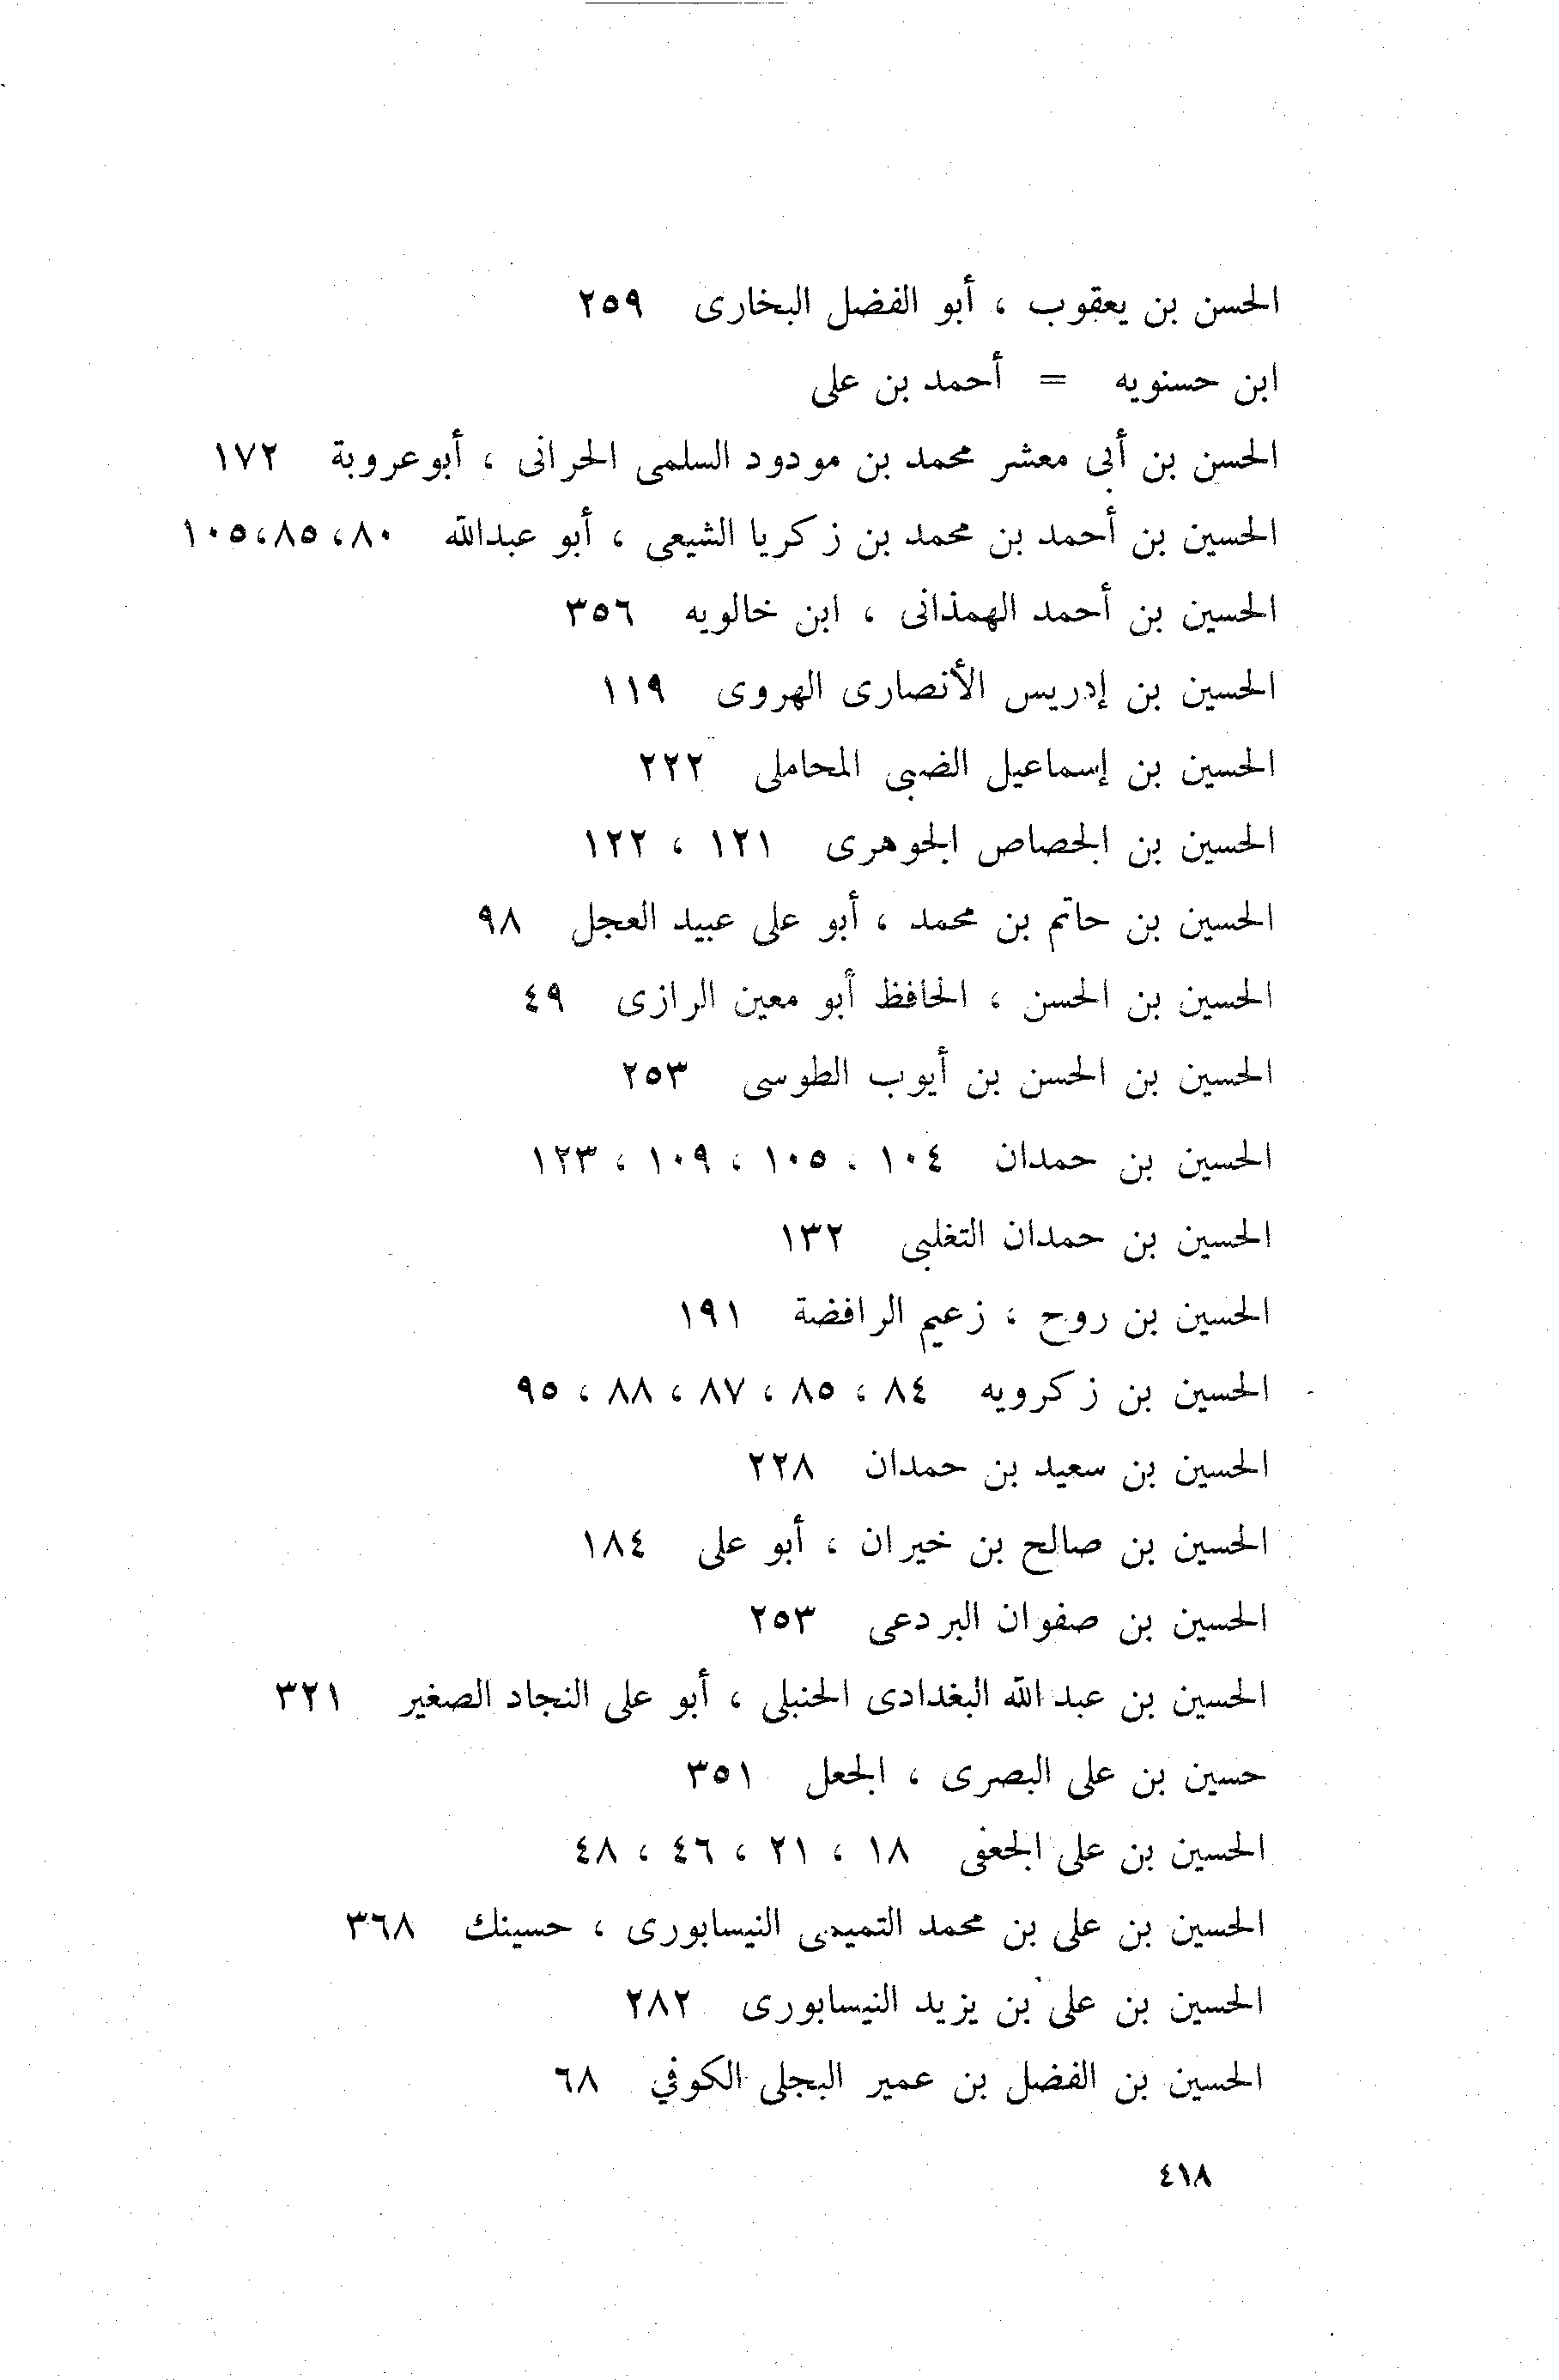 الحسن بن يعقوب ، أبو الفضل البخارى ٢٥٩
ابن حسنويه = أحمد بن على
الحسن بن أبى معشر محمد بن مودود السلمى الحرانى ، أبو عروبة ١٧٢
الحسين بن أحمد بن محمد بن زكريا الشيعى ، أبو عبدالله ٨٠ ،٨٥،١٠٥
الحسين بن أحمد الهمذانى ، ابن خالويه ٣٥٦
الحسين بن إدريس الأنصارى الهروى ١١٩
الحسين بن إسماعيل الضبى المحاملى ٢٢٢
الحسين بن الجصاص الجوهرى ١٢١ ، ١٢٢
الحسين بن حاتم بن محمد ، أبو على عبيد العجل ٩٨
الحسين بن الحسن ، الحافظ أبو معين الرازى ٤٩
الحسين بن الحسن بن أيوب الطوسى ٢٥٣
الحسين بن حمدان ١٠٤ ، ١٠٥ ، ١٠٩ ، ١٢٣
الحسين بن حمدان التغلبى ١٣٢
الحسين بن روح ، زعيم الرافضة ١٩١
الحسين بن زكرويه ٨٤ ، ٨٥ ، ٨٧ ، ٨٨ ، ٩٥
الحسين بن سعيد بن حمدان ٢٢٨
الحسين بن صالح بن خيران ، أبو على ١٨٤
الحسين بن صفوان البردعى ٢٥٣
الحسين بن عبد الله البغدادى الحنبلى ، أبو على النجاد الصغير ٣٢١
حسين بن على البصرى ، الجعل ٣٥١
الحسين بن على الجعفى ١٨ ، ٢١ ، ٤٦ ، ٤٨
الحسين بن على بن محمد التميمى النيسابورى ، حسينك ٣٦٨
الحسين بن على بن يزيد النيسابورى ٢٨٢
الحسين بن الفضل بن عمير البجلى الكوفي ٦٨
٤١٨